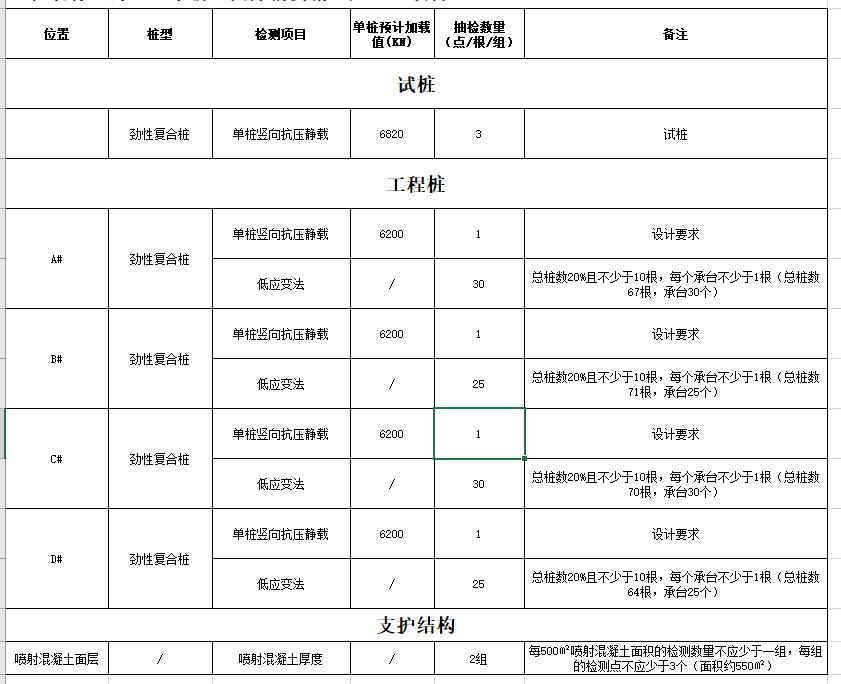 位置
桩型
检测项目
单桩预计加载
值(KN)
抽检数量
(点/根/组)
备注
试桩
劲性复合桩
单桩竖向抗压静载
6820
3
试桩
工程桩
A#
劲性复合桩
单桩竖向抗压静载
6200
1
设计要求
低应变法
/
30
总桩数20%且不少于10根，每个承台不少于1根（总桩数
67根，承台30个）
B#
劲性复合桩
单桩竖向抗压静载
6200
1
设计要求
低应变法
/
25
总桩数20%且不少于10根，每个承台不少于1根（总桩数
71根，承台25个）
C#
劲性复合桩
单桩竖向抗压静载
6200
1
设计要求
低应变法
/
30
总桩数20%且不少于10根，每个承台不少于1根（总桩数
70根，承台30个）
D#
劲性复合桩
单桩竖向抗压静载
6200
1
设计要求
低应变法
/
25
总桩数20%且不少于10根，每个承台不少于1根（总桩数
64根，承台25个）
支护结构
喷射混凝土面层
/
喷射混凝土厚度
/
2组
每500㎡喷射混凝土面积的检测数量不应少于一组，每组
的检测点不应少于3个（面积约550㎡）